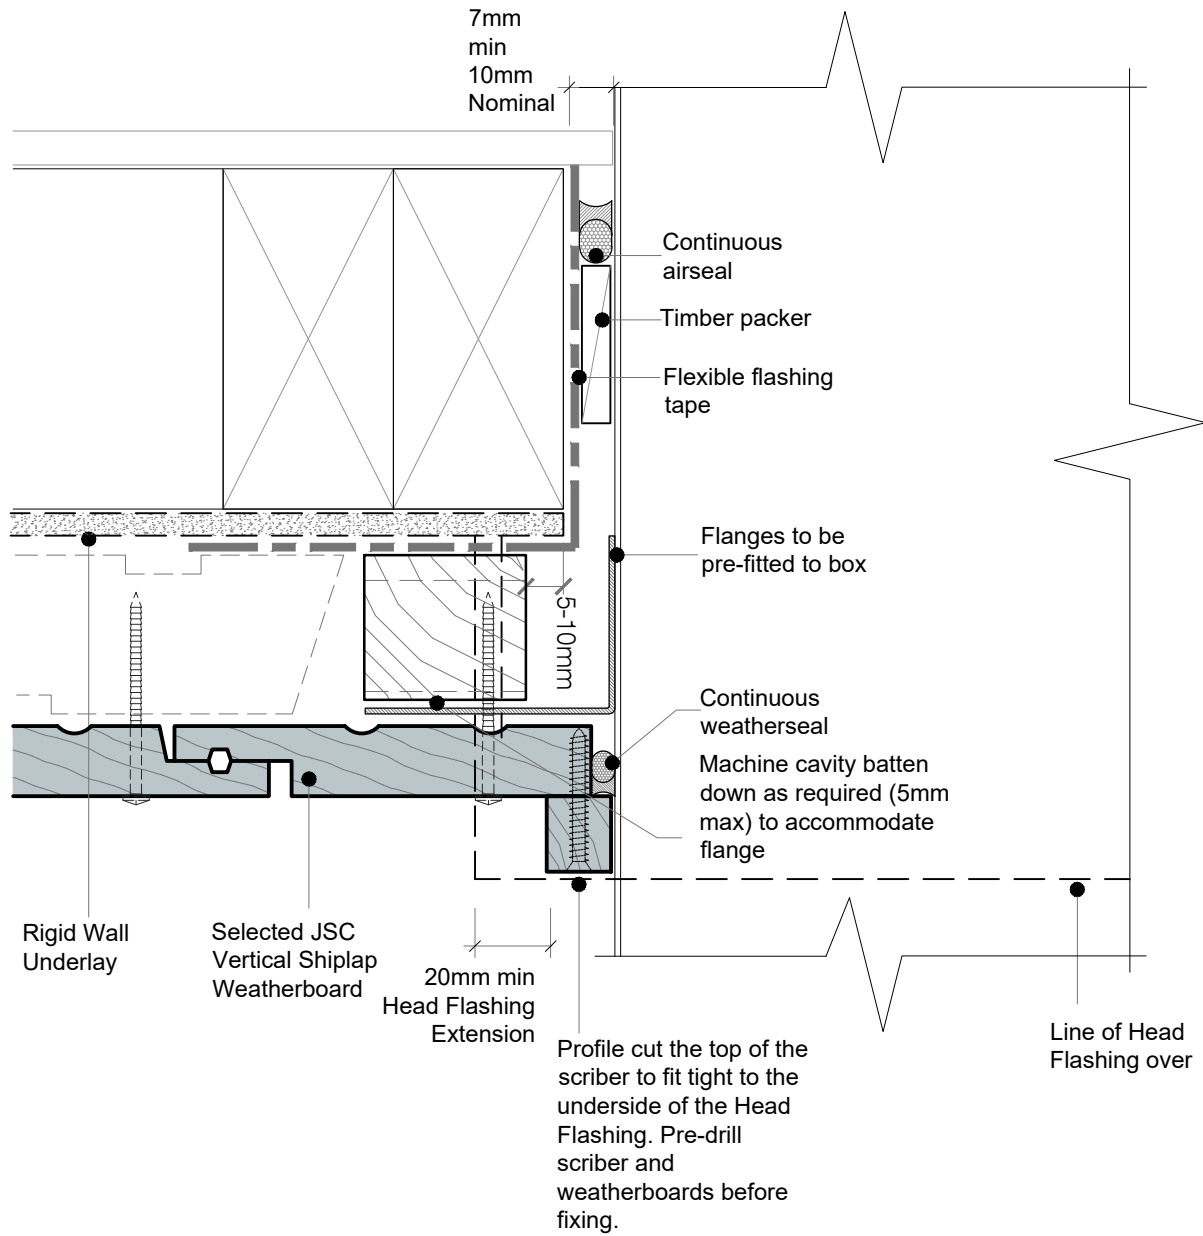 7mm
min
10mm
Nominal
Continuous
airseal
Timber packer
Flexible flashing
tape
Flanges to be
pre-fitted to box
5-10mm
Continuous
weatherseal
Machine cavity batten
down as required (5mm
max) to accommodate
flange
Rigid Wall
Underlay
Selected JSC
Vertical Shiplap
Weatherboard
20mm min
Head Flashing
Extension
Profile cut the top of the
scriber to fit tight to the
underside of the Head
Flashing. Pre-drill
scriber and
weatherboards before
fixing.
Line of Head
Flashing over